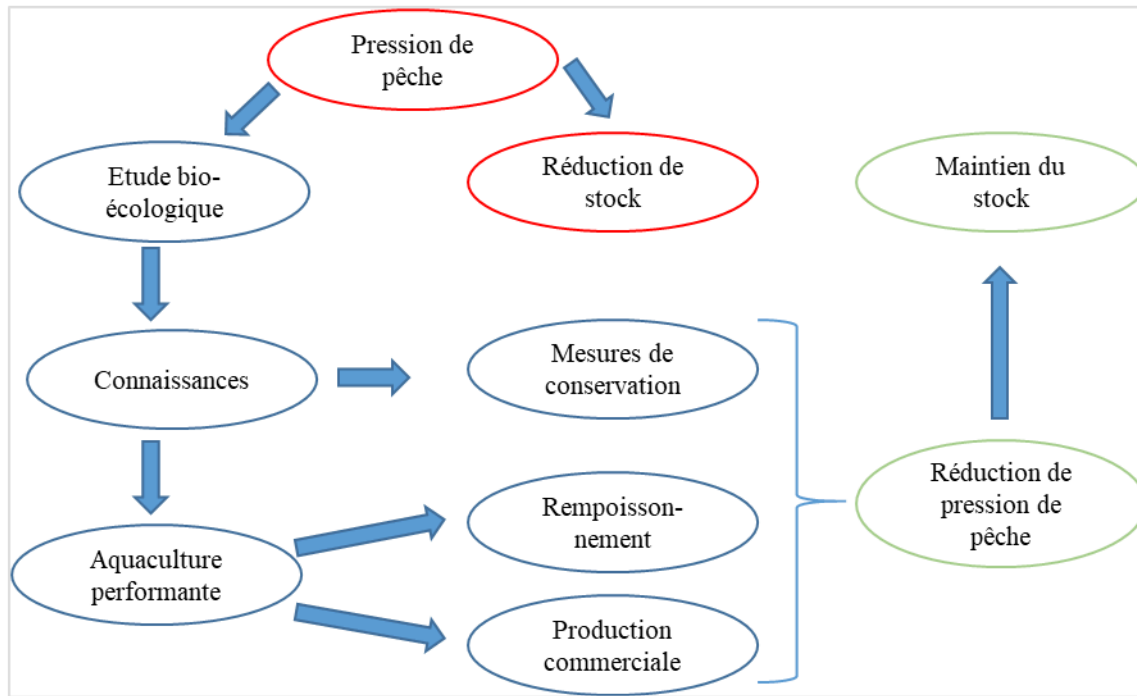 Pression de
pêche
Etude bio-
écologique
Réduction de
stock
Maintien du
stock
Connaissances
Mesures de
conservation
Aquaculture
performante
Rempoisson-
nement
Production
commerciale
Réduction de
pression de
pêche